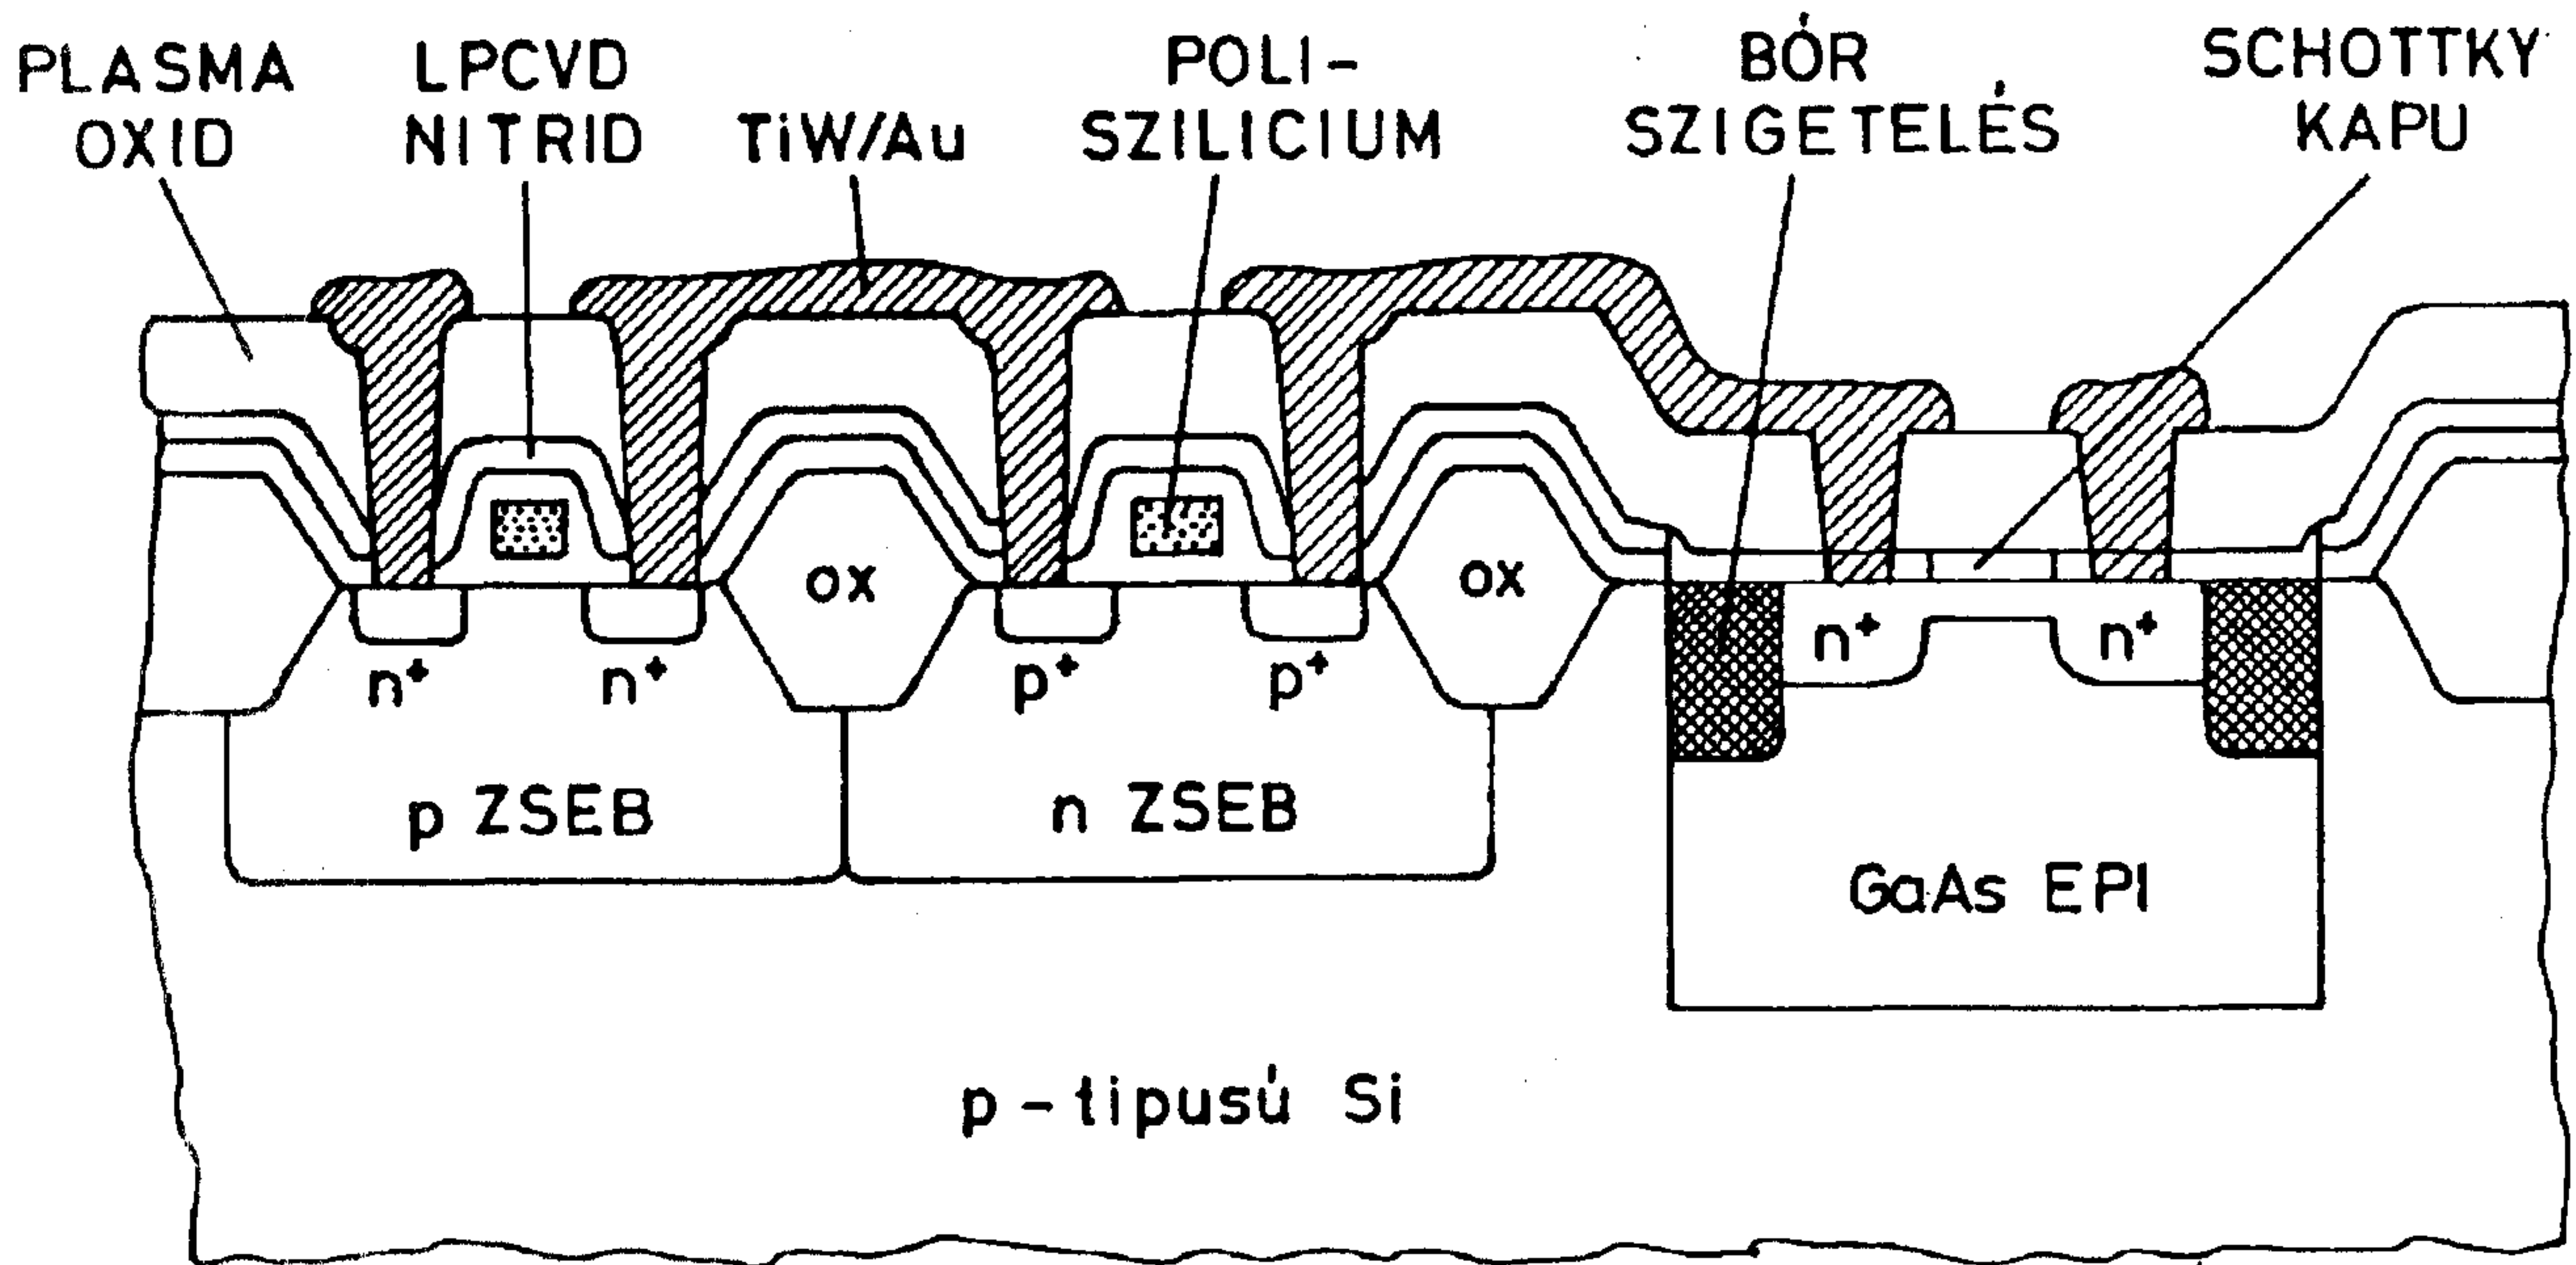 PLASMA
OXID
LPCVD
NITRID
TiW/Au
POLI-
SZILICIUM
BÓR
SZIGETELÉS
SCHOTTKY
KAPU
OX
OX
n+
n+
p+
p+
n+
n+
p ZSEB
n ZSEB
GaAs EPI
p-tipusú Si